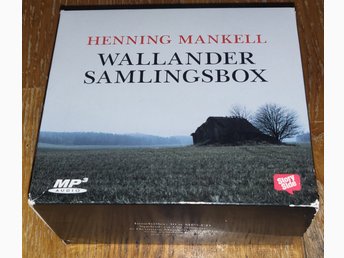 HENNING MANKELL
WALLANDER
SAMLINGSBOX
MP3
AUDIO
Story
Side